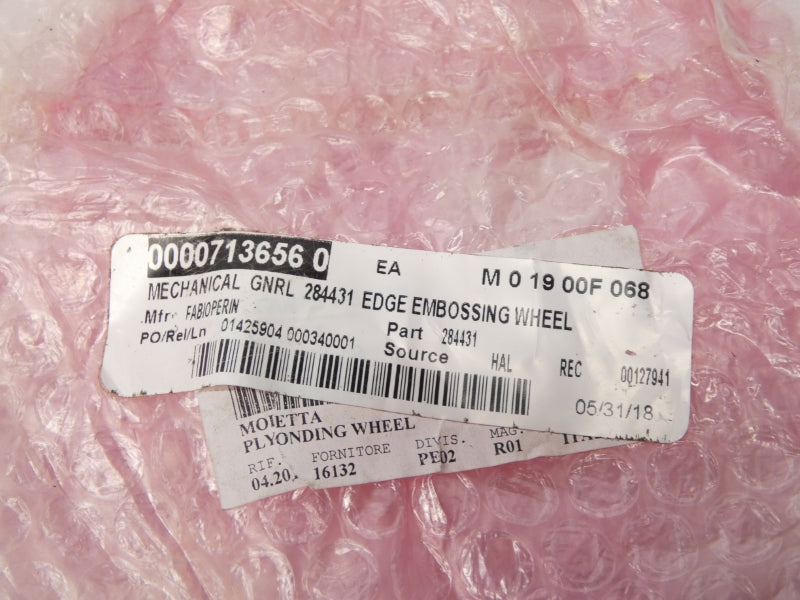 0000713656 0 EA M 0 19 00F 068
MECHANICAL GNRL 284431 EDGE EMBOSSING WHEEL
Mfr FABIOPERIN Part 284431
PO/Rel/Ln 01425904 000340001 Source HAL REC 00127941
05/31/18
MOIETTA
PLYONDING WHEEL
RIF. FORNITORE DIVIS. MAG.
04.20. 16132 PE02 R01